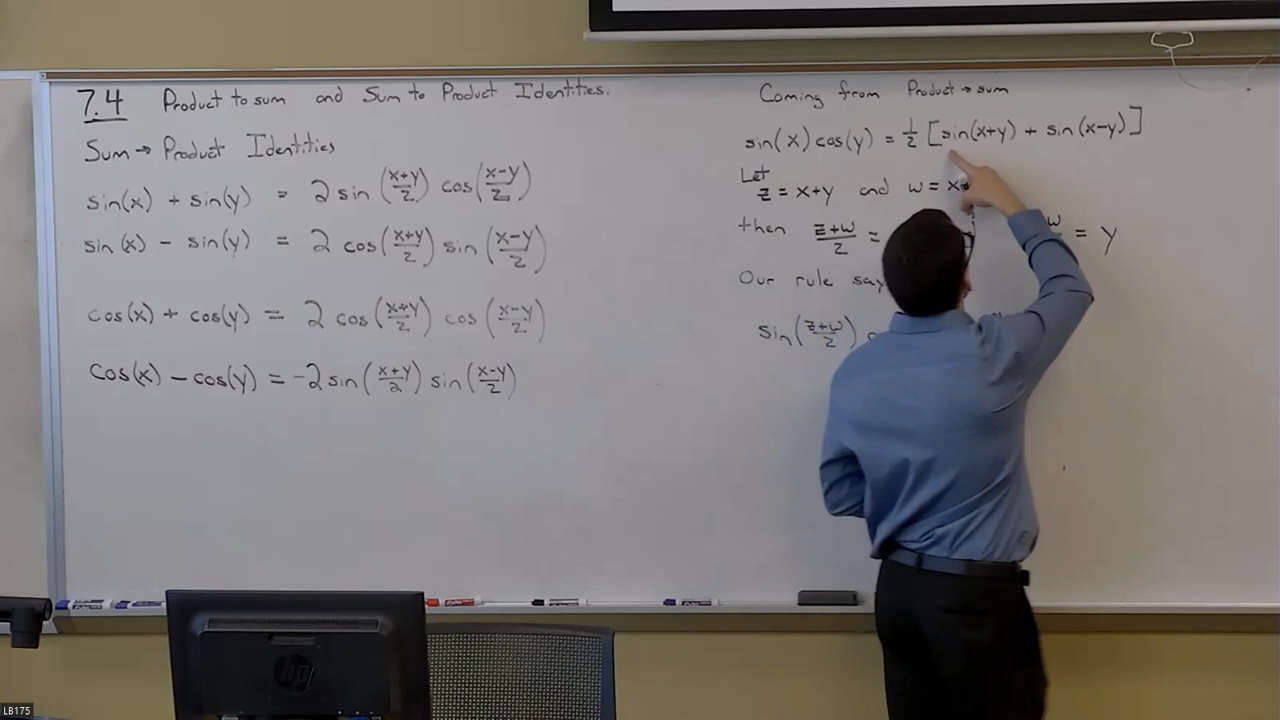 7.4 Product to sum and Sum to Product Identities.
Sum → Product Identities
sin(x) + sin(y) = 2 sin (x+y/2) cos(x-y/2)
sin(x) - sin(y) = 2 cos(x+y/2) sin(x-y/2)
cos(x) + cos(y) = 2 cos(x+y/2) cos(x-y/2)
cos(x) - cos(y) = -2 sin(x+y/2) sin(x-y/2)
Coming from Product → sum
sin(x) cos(y) = 1/2 [sin(x+y) + sin(x-y)]
Let
z = x+y and w = x
then z+w/2 = w = y
Our rule say
sin(z+w/2)
hp
LB175